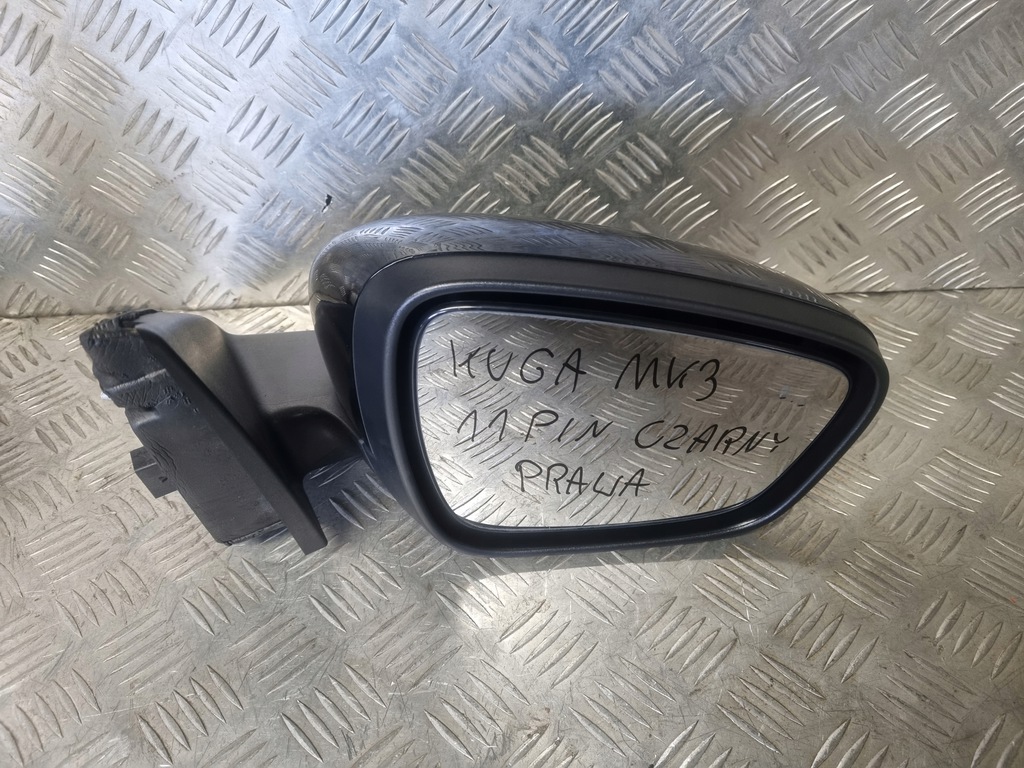 KUGA MK3
11 PIN CZARNY
PRAWA